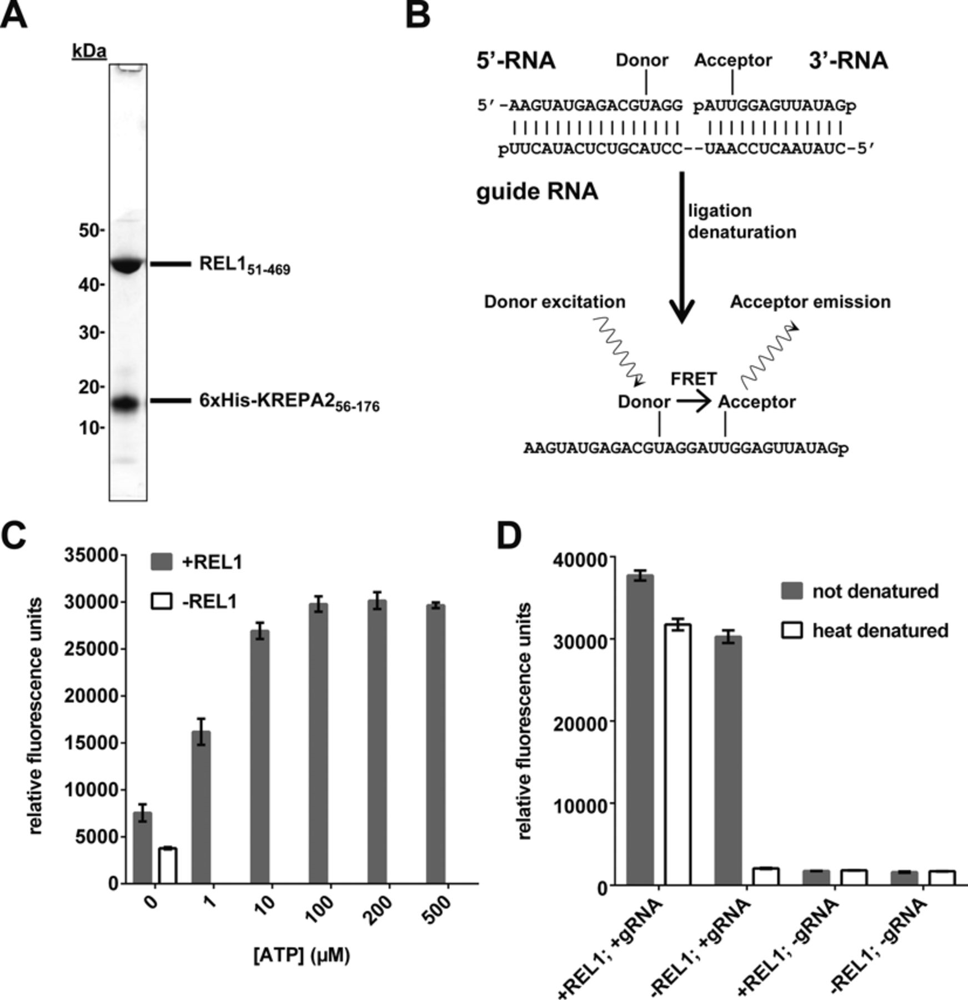 A
kDa
50-
40-
30-
20-
10-
REL1 51-469
6xHis-KREPA2 56-176
B
5’-RNA Donor Acceptor 3’-RNA
5’-AAGUAUGAGACGUAGG pAUUGGAGUUAUAGp
pUUCAUACUCUGCAUCC--UAACCUCAAUAUC-5’
guide RNA
ligation
denaturation
Donor excitation Acceptor emission
FRET
Donor Acceptor
AAGUAUGAGACGUAGGAUUGGAGUUAUAGp
C
relative fluorescence units
35000
30000
25000
20000
15000
10000
5000
0
+REL1
-REL1
0 1 10 100 200 500
[ATP] (µM)
D
relative fluorescence units
40000
30000
20000
10000
0
not denatured
heat denatured
+REL1; +gRNA
-REL1; +gRNA
+REL1; -gRNA
-REL1; -gRNA